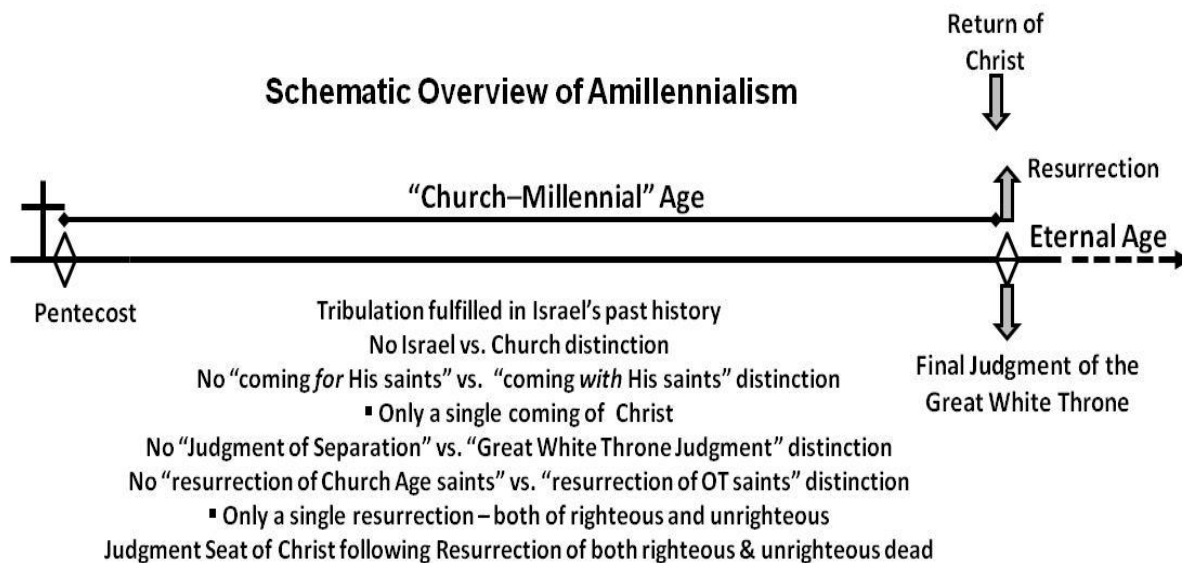 Return of
Christ
Schematic Overview of Amillennialism
Resurrection
“Church–Millennial” Age
Eternal Age
Pentecost
Tribulation fulfilled in Israel’s past history
No Israel vs. Church distinction
No “coming for His saints” vs. “coming with His saints” distinction
▪ Only a single coming of Christ
No “Judgment of Separation” vs. “Great White Throne Judgment” distinction
No “resurrection of Church Age saints” vs. “resurrection of OT saints” distinction
▪ Only a single resurrection – both of righteous and unrighteous
Judgment Seat of Christ following Resurrection of both righteous & unrighteous dead
Final Judgment of the
Great White Throne